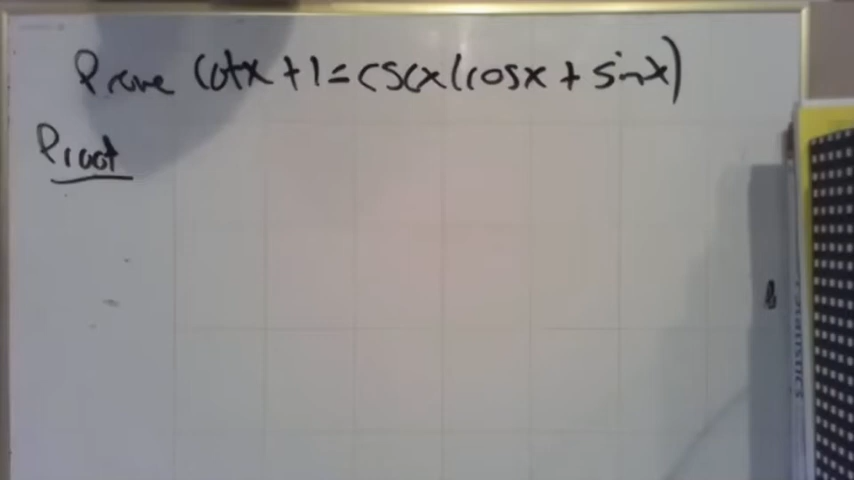 Prove cotx + 1 = cscx(cosx + sinx)
Proof